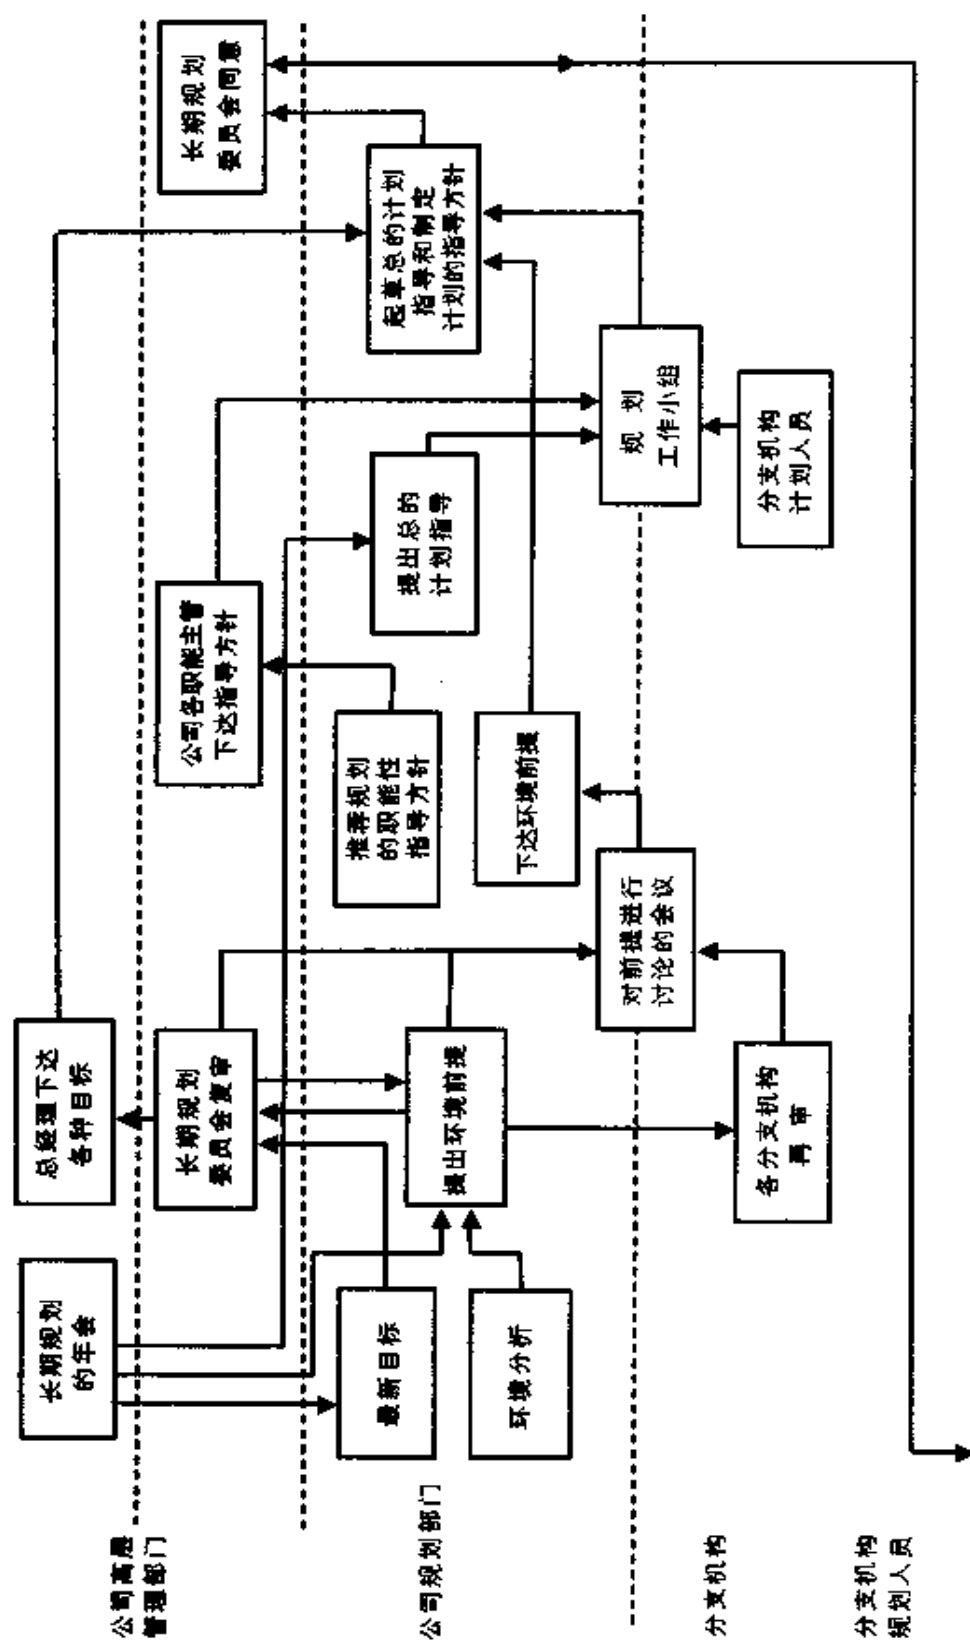 公司高层
管理部门
长期规划
的年会
总经理下达
各种目标
长期规划
委员会复审
公司各职能主管
下达指导方针
长期规划
委员会同意
公司规划部门
最新目标
环境分析
提出环境前提
推荐规划
的职能性
指导方针
下达环境前提
提出总的
计划指导
起草总的计划
指导和制定
计划的指导方针
对前提进行
讨论的会议
规划
工作小组
分支机构
各分支机构
再审
分支机构
计划人员
分支机构
规划人员